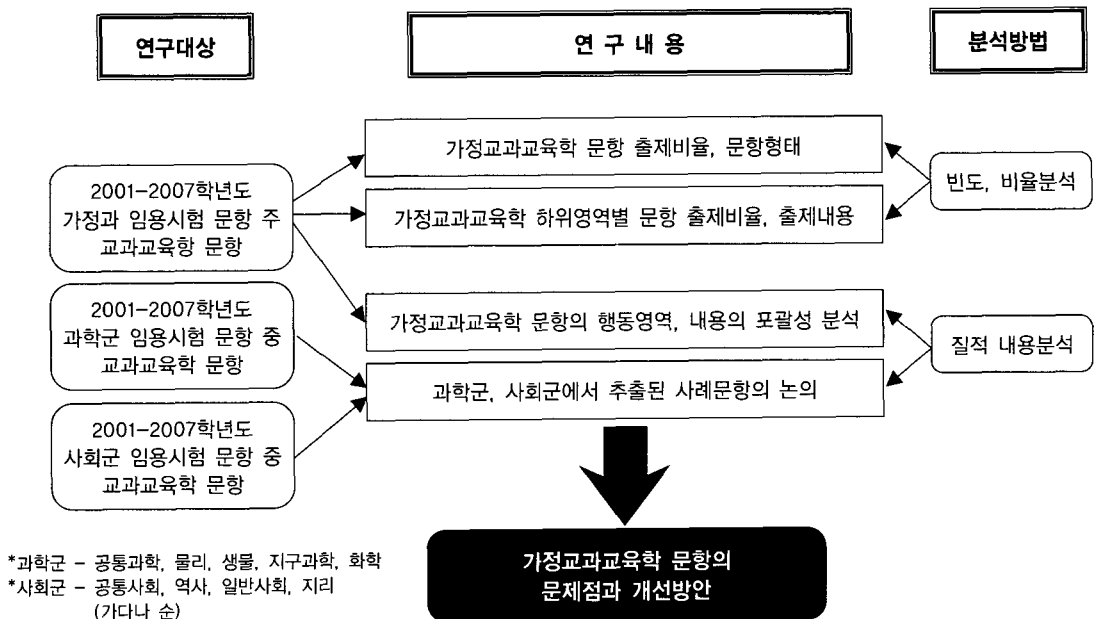 연구대상
연 구 내 용
분석방법
2001-2007학년도
가정과 임용시험 문항 주
교과교육항 문항
2001-2007학년도
과학군 임용시험 문항 중
교과교육학 문항
2001-2007학년도
사회군 임용시험 문항 중
교과교육학 문항
가정교과교육학 문항 출제비율, 문항형태
가정교과교육학 하위영역별 문항 출제비율, 출제내용
가정교과교육학 문항의 행동영역, 내용의 포괄성 분석
과학군, 사회군에서 추출된 사례문항의 논의
빈도, 비율분석
질적 내용분석
가정교과교육학 문항의
문제점과 개선방안
*과학군 - 공통과학, 물리, 생물, 지구과학, 화학
*사회군 - 공통사회, 역사, 일반사회, 지리
(가다나 순)